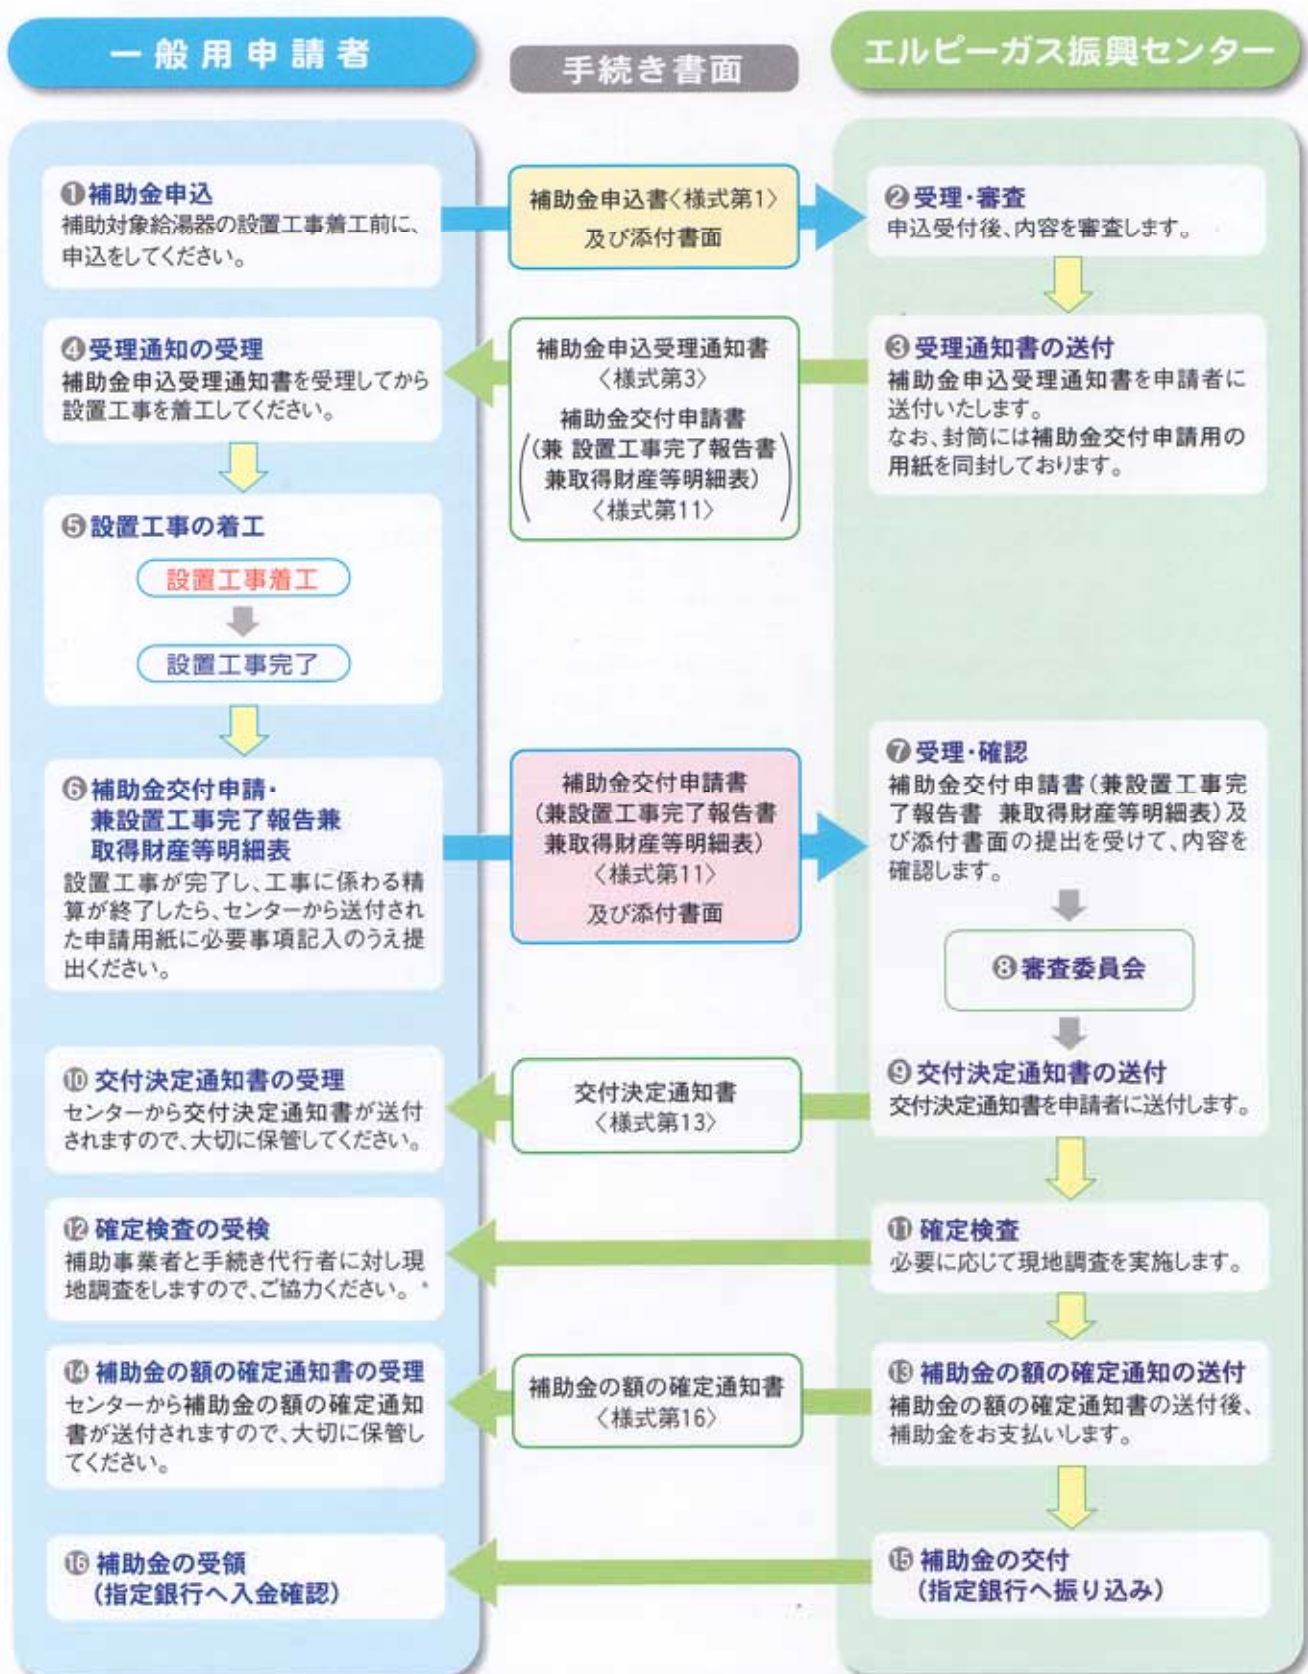 一般用申請者
手続き書面
エルピーガス振興センター
❶補助金申込
補助対象給湯器の設置工事着工前に、
申込をしてください。
補助金申込書〈様式第1〉
及び添付書面
❷受理・審査
申込受付後、内容を審査します。
❸受理通知書の送付
補助金申込受理通知書を申請者に
送付いたします。
なお、封筒には補助金交付申請用の
用紙を同封しております。
補助金申込受理通知書
〈様式第3〉
補助金交付申請書
(兼 設置工事完了報告書
兼取得財産等明細表)
〈様式第11〉
❹受理通知の受理
補助金申込受理通知書を受理してから
設置工事を着工してください。
❺設置工事の着工
設置工事着工
設置工事完了
❻補助金交付申請・
兼設置工事完了報告兼
取得財産等明細表
設置工事が完了し、工事に係わる精
算が終了したら、センターから送付され
た申請用紙に必要事項記入のうえ提
出ください。
補助金交付申請書
(兼設置工事完了報告書
兼取得財産等明細表)
〈様式第11〉
及び添付書面
❼受理・確認
補助金交付申請書(兼設置工事完
了報告書 兼取得財産等明細表)及
び添付書面の提出を受けて、内容を
確認します。
❽審査委員会
❾交付決定通知書の送付
交付決定通知書を申請者に送付します。
交付決定通知書
〈様式第13〉
❿交付決定通知書の受理
センターから交付決定通知書が送付
されますので、大切に保管してください。
⓫確定検査
必要に応じて現地調査を実施します。
⓬確定検査の受検
補助事業者と手続き代行者に対し現
地調査をしますので、ご協力ください。
⓭補助金の額の確定通知の送付
補助金の額の確定通知書の送付後、
補助金をお支払いします。
補助金の額の確定通知書
〈様式第16〉
⓮補助金の額の確定通知書の受理
センターから補助金の額の確定通知
書が送付されますので、大切に保管し
てください。
⓯補助金の交付
(指定銀行へ振り込み)
⓰補助金の受領
(指定銀行へ入金確認)